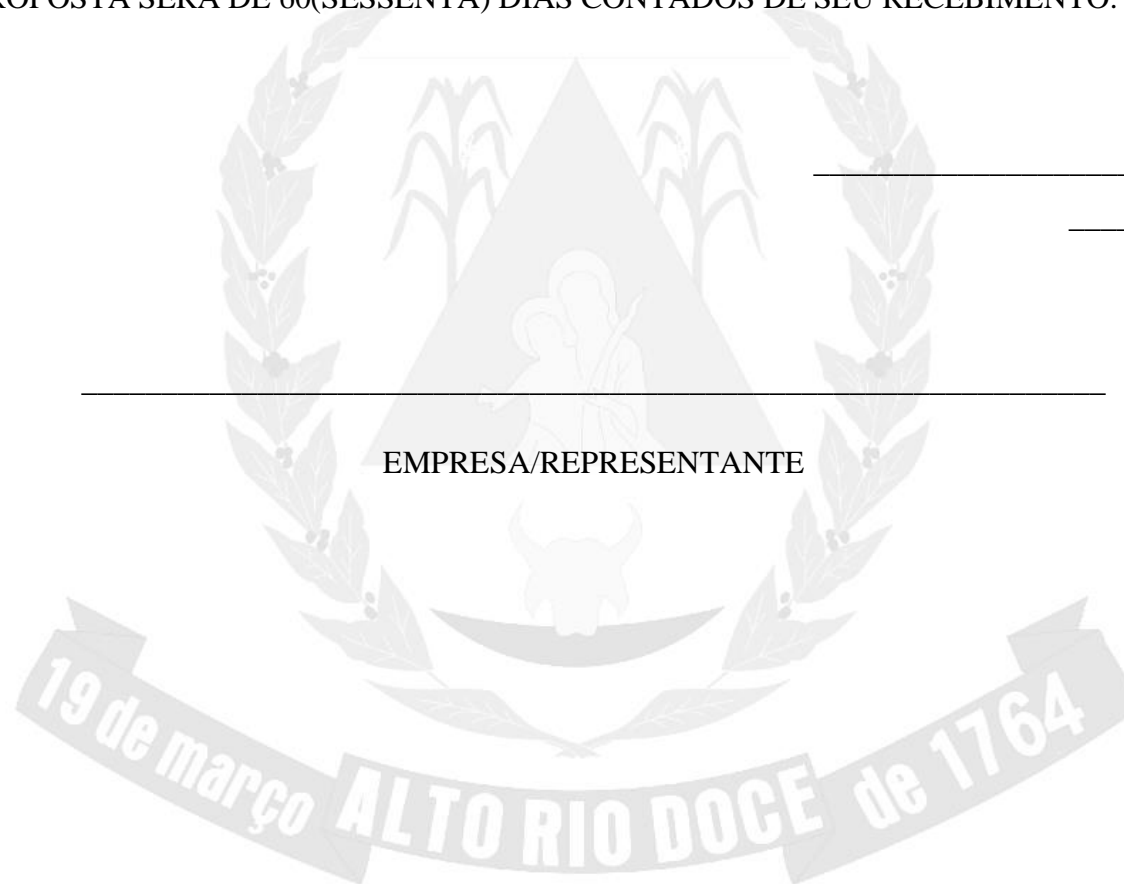 SERÁ DE 60(SESSENTA) DIAS CONTADOS DE SEU RECEBIMENTO.
EMPRESA/REPRESENTANTE
19 de março ALTO RIO DOCE de 1764